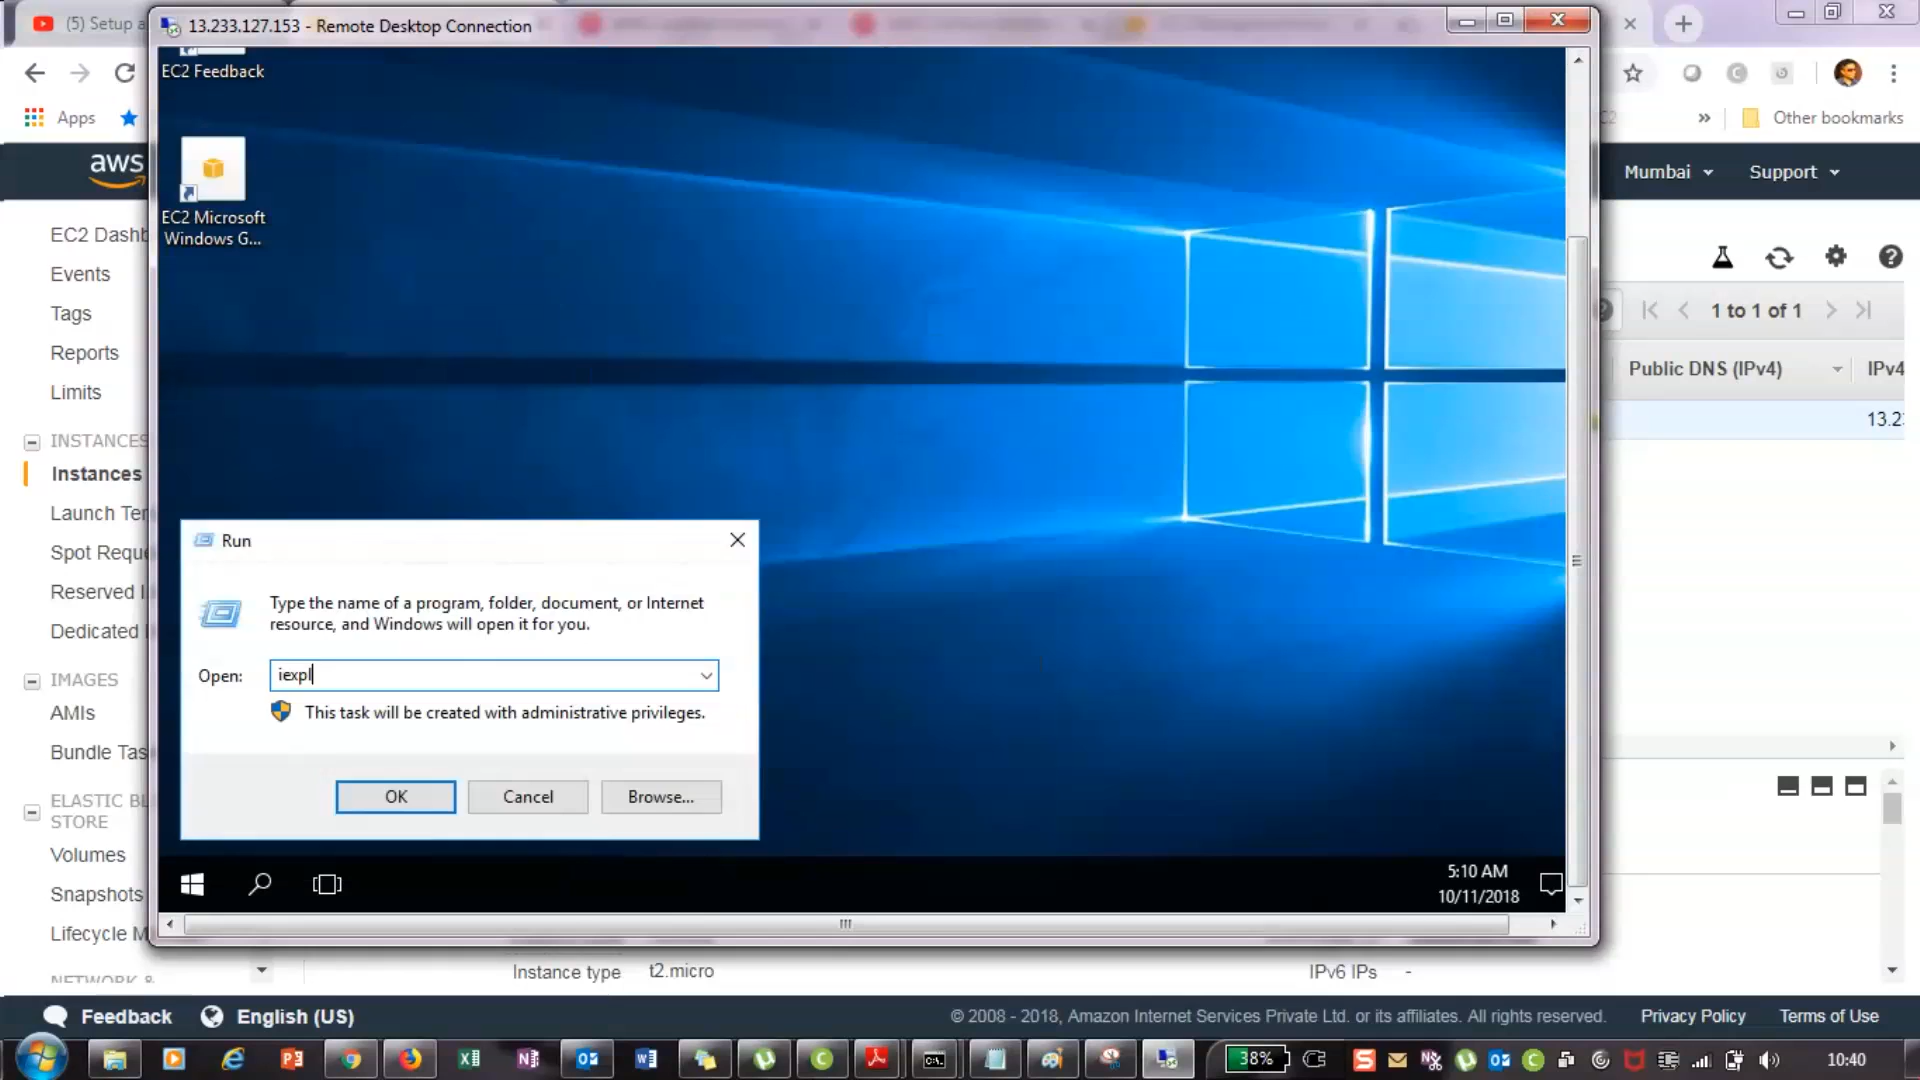 (5) Setup a
13.233.127.153 - Remote Desktop Connection
Apps
Other bookmarks
aws
Mumbai
Support
EC2 Feedback
EC2 Microsoft
Windows G...
EC2 Dashb
Events
Tags
Reports
Limits
INSTANCES
Instances
Launch Ter
Spot Reque
Reserved I
Dedicated
IMAGES
AMIs
Bundle Tas
ELASTIC BL
STORE
Volumes
Snapshots
Lifecycle M
NETWORK &
1 to 1 of 1
Public DNS (IPv4)
IPv4
13.23
Run
Type the name of a program, folder, document, or Internet
resource, and Windows will open it for you.
Open:
iexpl
This task will be created with administrative privileges.
OK
Cancel
Browse...
5:10 AM
10/11/2018
Instance type
t2.micro
IPv6 IPs
-
Feedback
English (US)
© 2008 - 2018, Amazon Internet Services Private Ltd. or its affiliates. All rights reserved.
Privacy Policy
Terms of Use
38%
10:40